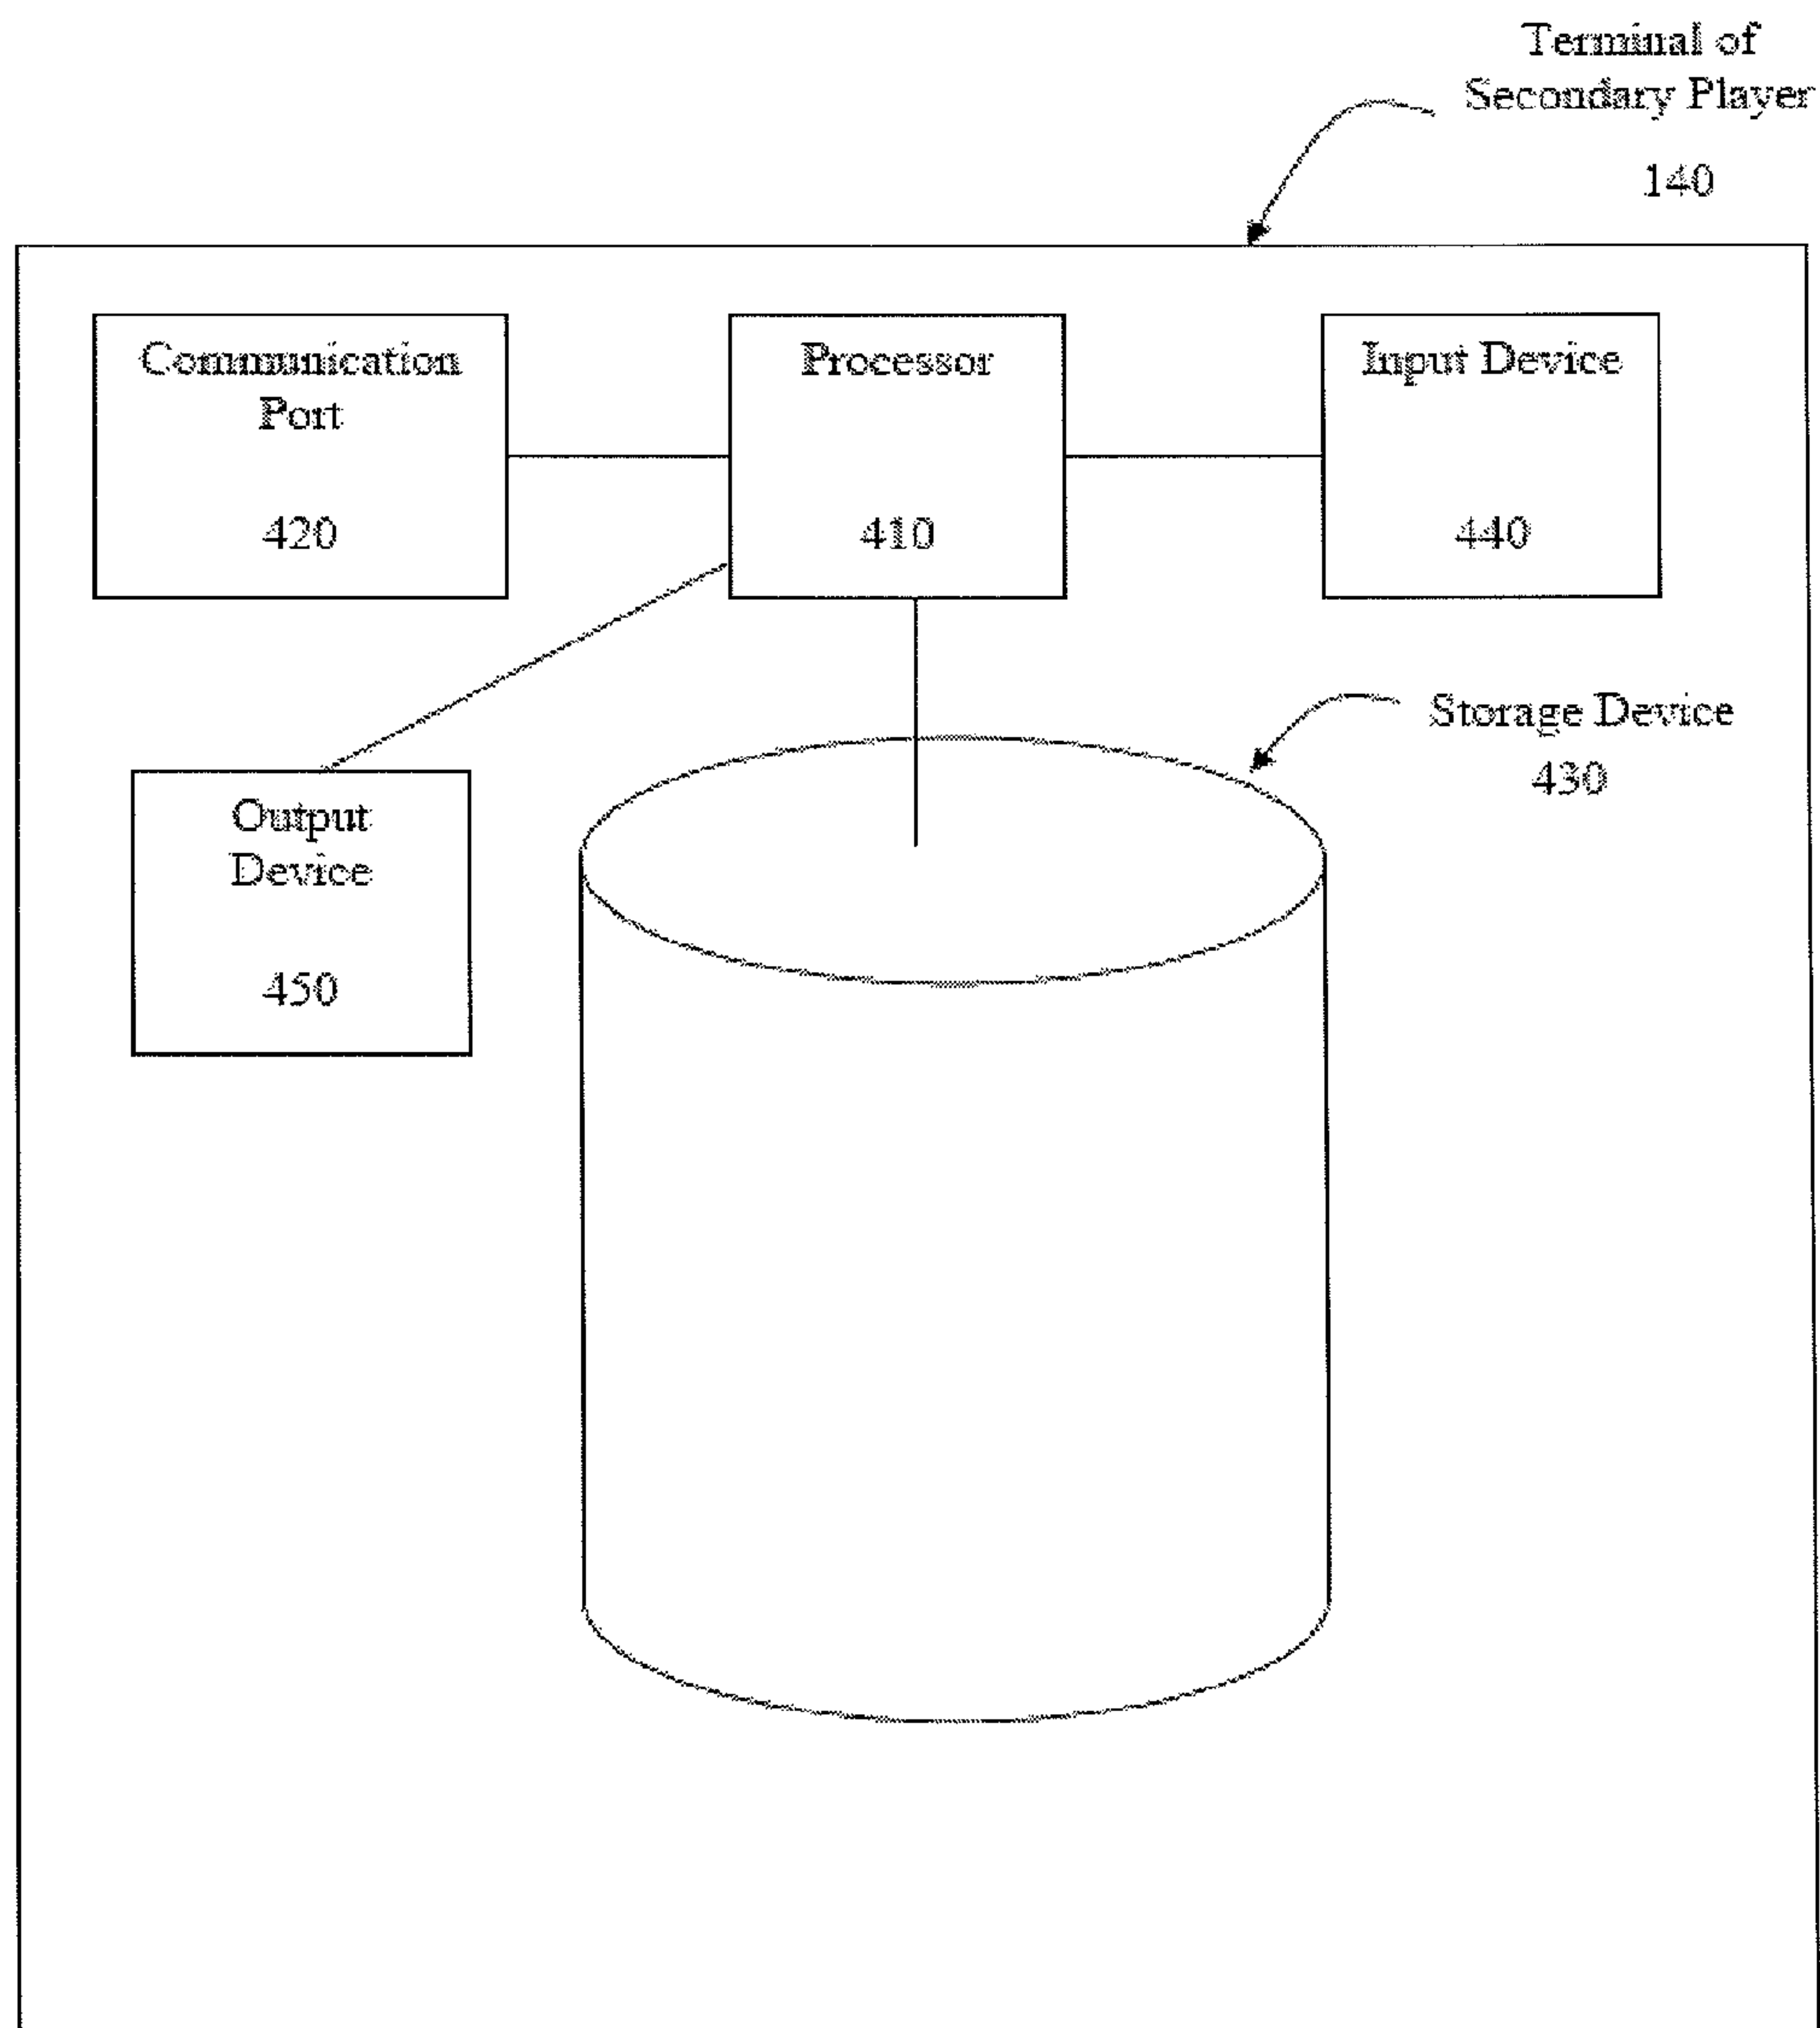 Terminal of
Secondary Player
140
Communication
Port
420
Processor
410
Input Device
440
Storage Device
430
Output
Device
450